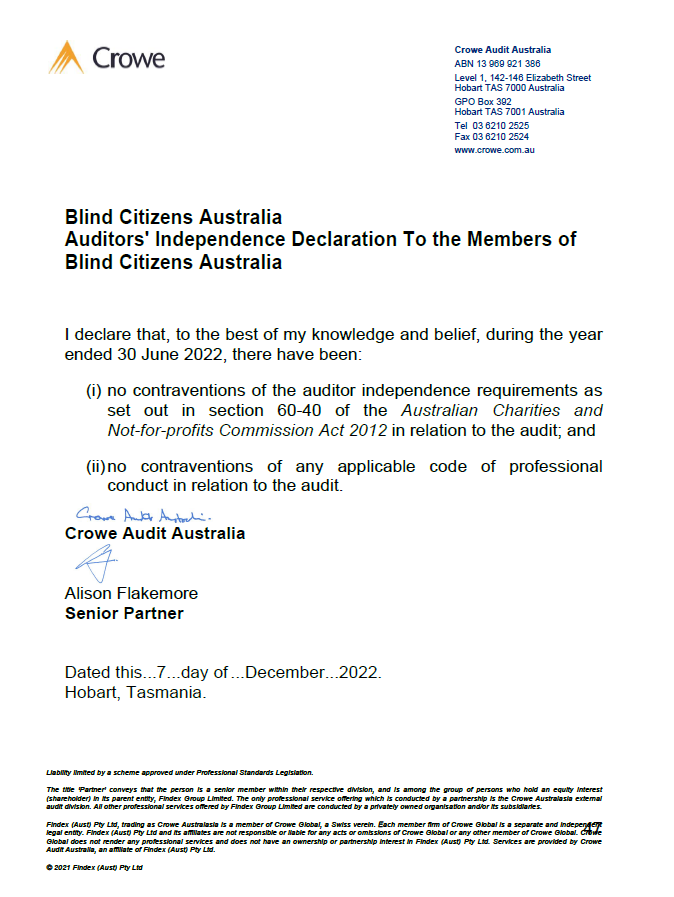 Crowe
Crowe Audit Australia
ABN 13 969 921 386
Level 1, 142-146 Elizabeth Street
Hobart TAS 7000 Australia
GPO Box 392
Hobart TAS 7001 Australia
Tel 03 6210 2525
Fax 03 6210 2524
www.crowe.com.au
Blind Citizens Australia
Auditors' Independence Declaration To the Members of
Blind Citizens Australia
I declare that, to the best of my knowledge and belief, during the year
ended 30 June 2022, there have been:
(i) no contraventions of the auditor independence requirements as
set out in section 60-40 of the Australian Charities and
Not-for-profits Commission Act 2012 in relation to the audit; and
(ii) no contraventions of any applicable code of professional
conduct in relation to the audit.
Crowe Audit Australia
Crowe Audit Australia
Alison Flakemore
Senior Partner
Dated this...7...day of...December...2022.
Hobart, Tasmania.
Liability limited by a scheme approved under Professional Standards Legislation.
The title 'Partner' conveys that the person is a senior member within their respective division, and is among the group of persons who hold an equity interest
(shareholder) in its parent entity, Findex Group Limited. The only professional service offering which is conducted by a partnership is the Crowe Australasia external
audit division. All other professional services offered by Findex Group Limited are conducted by a privately owned organisation and/or its subsidiaries.
Findex (Aust) Pty Ltd, trading as Crowe Australasia is a member of Crowe Global, a Swiss verein. Each member firm of Crowe Global is a separate and independent
legal entity. Findex (Aust) Pty Ltd and its affiliates are not responsible or liable for any acts or omissions of Crowe Global or any other member of Crowe Global. Crowe
Global does not render any professional services and does not have an ownership or partnership interest in Findex (Aust) Pty Ltd. Services are provided by Crowe
Audit Australia, an affiliate of Findex (Aust) Pty Ltd.
© 2021 Findex (Aust) Pty Ltd